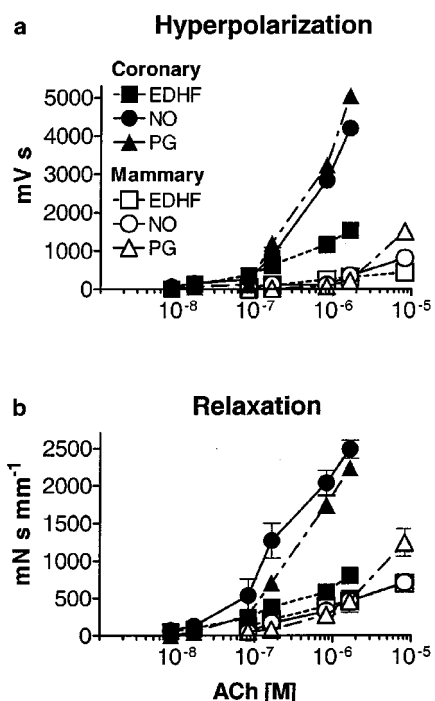 a
Hyperpolarization
Coronary
EDHF
NO
PG
Mammary
EDHF
NO
PG
mV s
5000
4000
3000
2000
1000
0
10⁻⁸ 10⁻⁷ 10⁻⁶ 10⁻⁵
b
Relaxation
mN s mm⁻¹
2500
2000
1500
1000
500
0
10⁻⁸ 10⁻⁷ 10⁻⁶ 10⁻⁵
ACh [M]